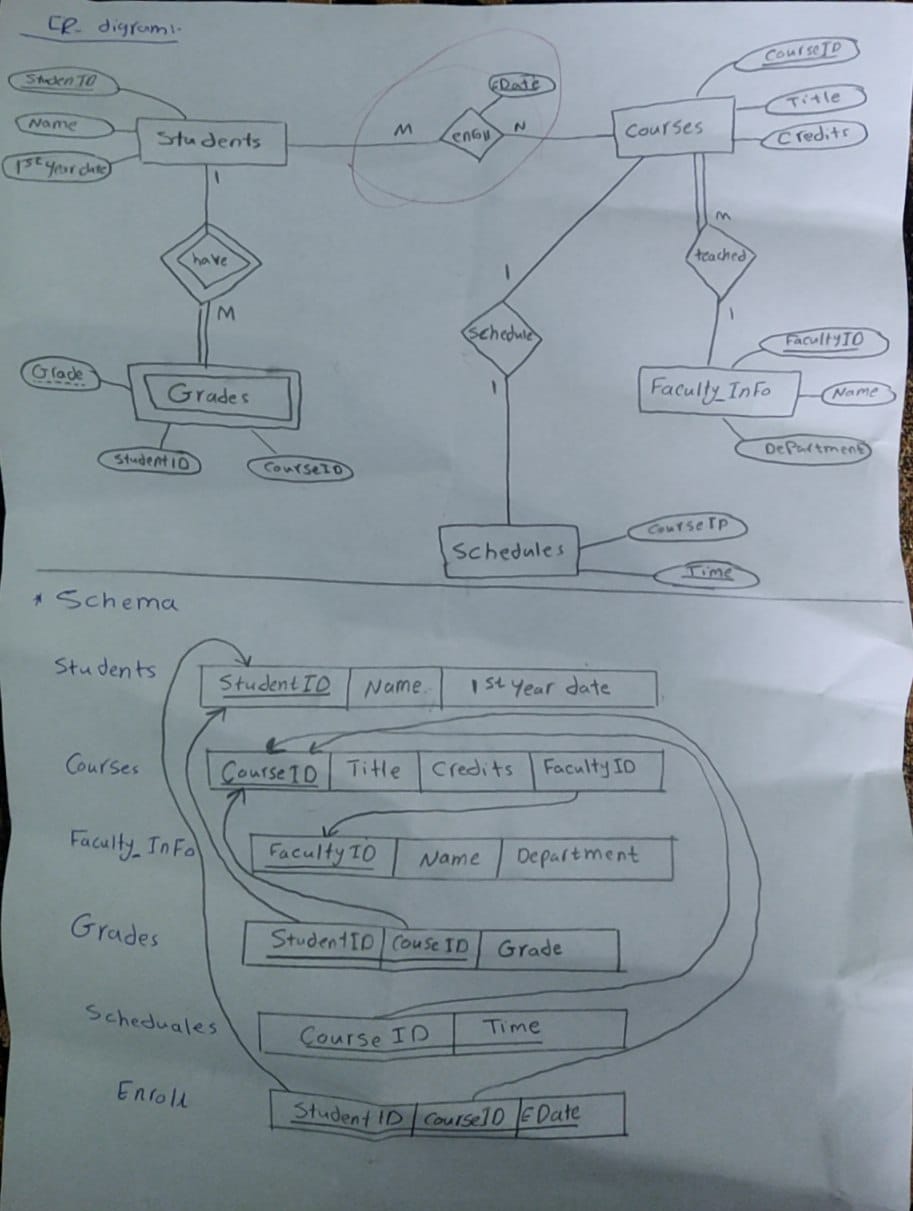 ER_ digram:-
StudentID
Name
1st year date
Students
M
EDate
enroll
N
Courses
CourseID
Title
Credits
1
have
M
Grade
Grades
StudentID
CourseID
1
Schedule
1
M
teached
1
FacultyID
Faculty_Info
Name
Department
Schedules
CourseID
Time
* Schema
Students
StudentID Name 1st year date
Courses
CourseID Title Credits FacultyID
Faculty_Info
FacultyID Name Department
Grades
StudentID CouseID Grade
Scheduales
Course ID Time
Enroll
Student ID CourseID EDate